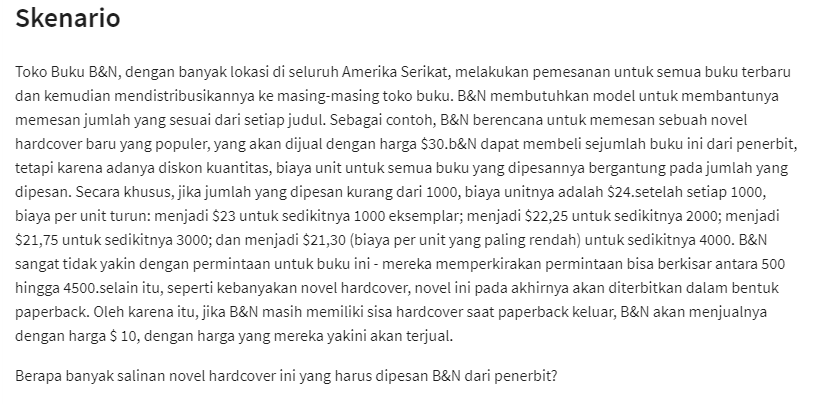 Skenario
Toko Buku B&N, dengan banyak lokasi di seluruh Amerika Serikat, melakukan pemesanan untuk semua buku terbaru
dan kemudian mendistribusikannya ke masing-masing toko buku. B&N membutuhkan model untuk membantunya
memesan jumlah yang sesuai dari setiap judul. Sebagai contoh, B&N berencana untuk memesan sebuah novel
hardcover baru yang populer, yang akan dijual dengan harga $30.b&N dapat membeli sejumlah buku ini dari penerbit,
tetapi karena adanya diskon kuantitas, biaya unit untuk semua buku yang dipesannya bergantung pada jumlah yang
dipesan. Secara khusus, jika jumlah yang dipesan kurang dari 1000, biaya unitnya adalah $24.setelah setiap 1000,
biaya per unit turun: menjadi $23 untuk sedikitnya 1000 eksemplar; menjadi $22,25 untuk sedikitnya 2000; menjadi
$21,75 untuk sedikitnya 3000; dan menjadi $21,30 (biaya per unit yang paling rendah) untuk sedikitnya 4000. B&N
sangat tidak yakin dengan permintaan untuk buku ini - mereka memperkirakan permintaan bisa berkisar antara 500
hingga 4500.selain itu, seperti kebanyakan novel hardcover, novel ini pada akhirnya akan diterbitkan dalam bentuk
paperback. Oleh karena itu, jika B&N masih memiliki sisa hardcover saat paperback keluar, B&N akan menjualnya
dengan harga $ 10, dengan harga yang mereka yakini akan terjual.
Berapa banyak salinan novel hardcover ini yang harus dipesan B&N dari penerbit?